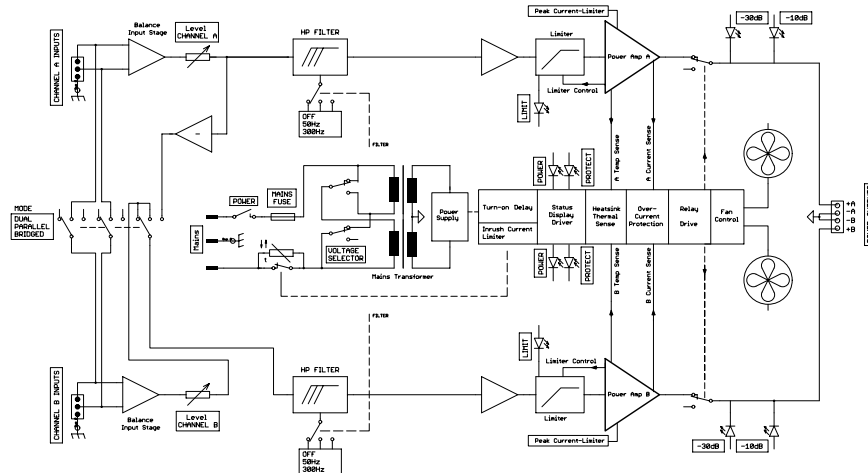 Balance
Input Stage
Level
CHANNEL A
HP FILTER
Peak Current-Limiter
Limiter
Power Amp A
-30dB
-10dB
CHANNEL A INPUTS
LIMIT
Limiter Control
OFF
50Hz
300Hz
FILTER
A Temp Sense
A Current Sense
MODE
DUAL
PARALLEL
BRIDGED
POWER
MAINS
FUSE
Mains
VOLTAGE
SELECTOR
Mains Transformer
Power
Supply
POWER
PROTECT
Turn-on Delay
Inrush Current
Limiter
Status
Display
Driver
Heatsink
Thermal
Sense
Over-
Current
Protection
Relay
Drive
Fan
Control
POWER
PROTECT
+A
-A
-B
+B
B Temp Sense
B Current Sense
FILTER
CHANNEL B INPUTS
Balance
Input Stage
Level
CHANNEL B
HP FILTER
OFF
50Hz
300Hz
LIMIT
Limiter Control
Limiter
Power Amp B
Peak Current-Limiter
-30dB
-10dB